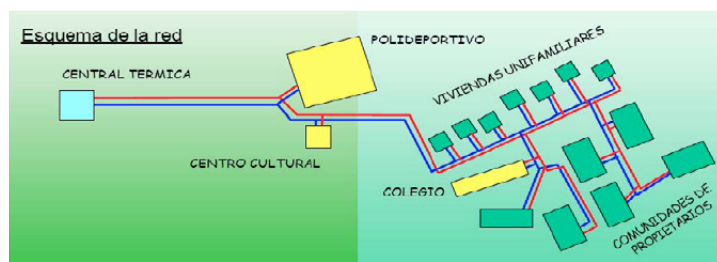 Esquema de la red
POLIDEPORTIVO
CENTRAL TERMICA
VIVIENDAS UNIFAMILIARES
CENTRO CULTURAL
COLEGIO
COMUNIDADES DE
PROPIETARIOS